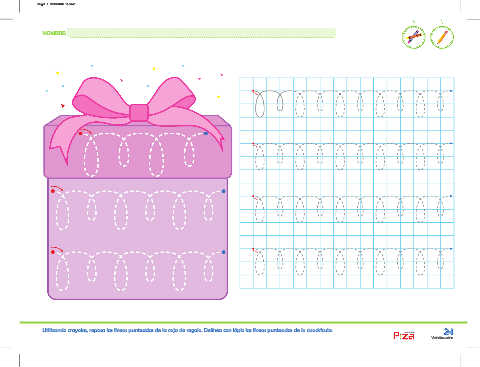 NOMBRE:
Utilizando crayolas, repasa las líneas punteadas de la caja de regalo. Delinea con lápiz las líneas punteadas de la cuadrícula.
Pizá